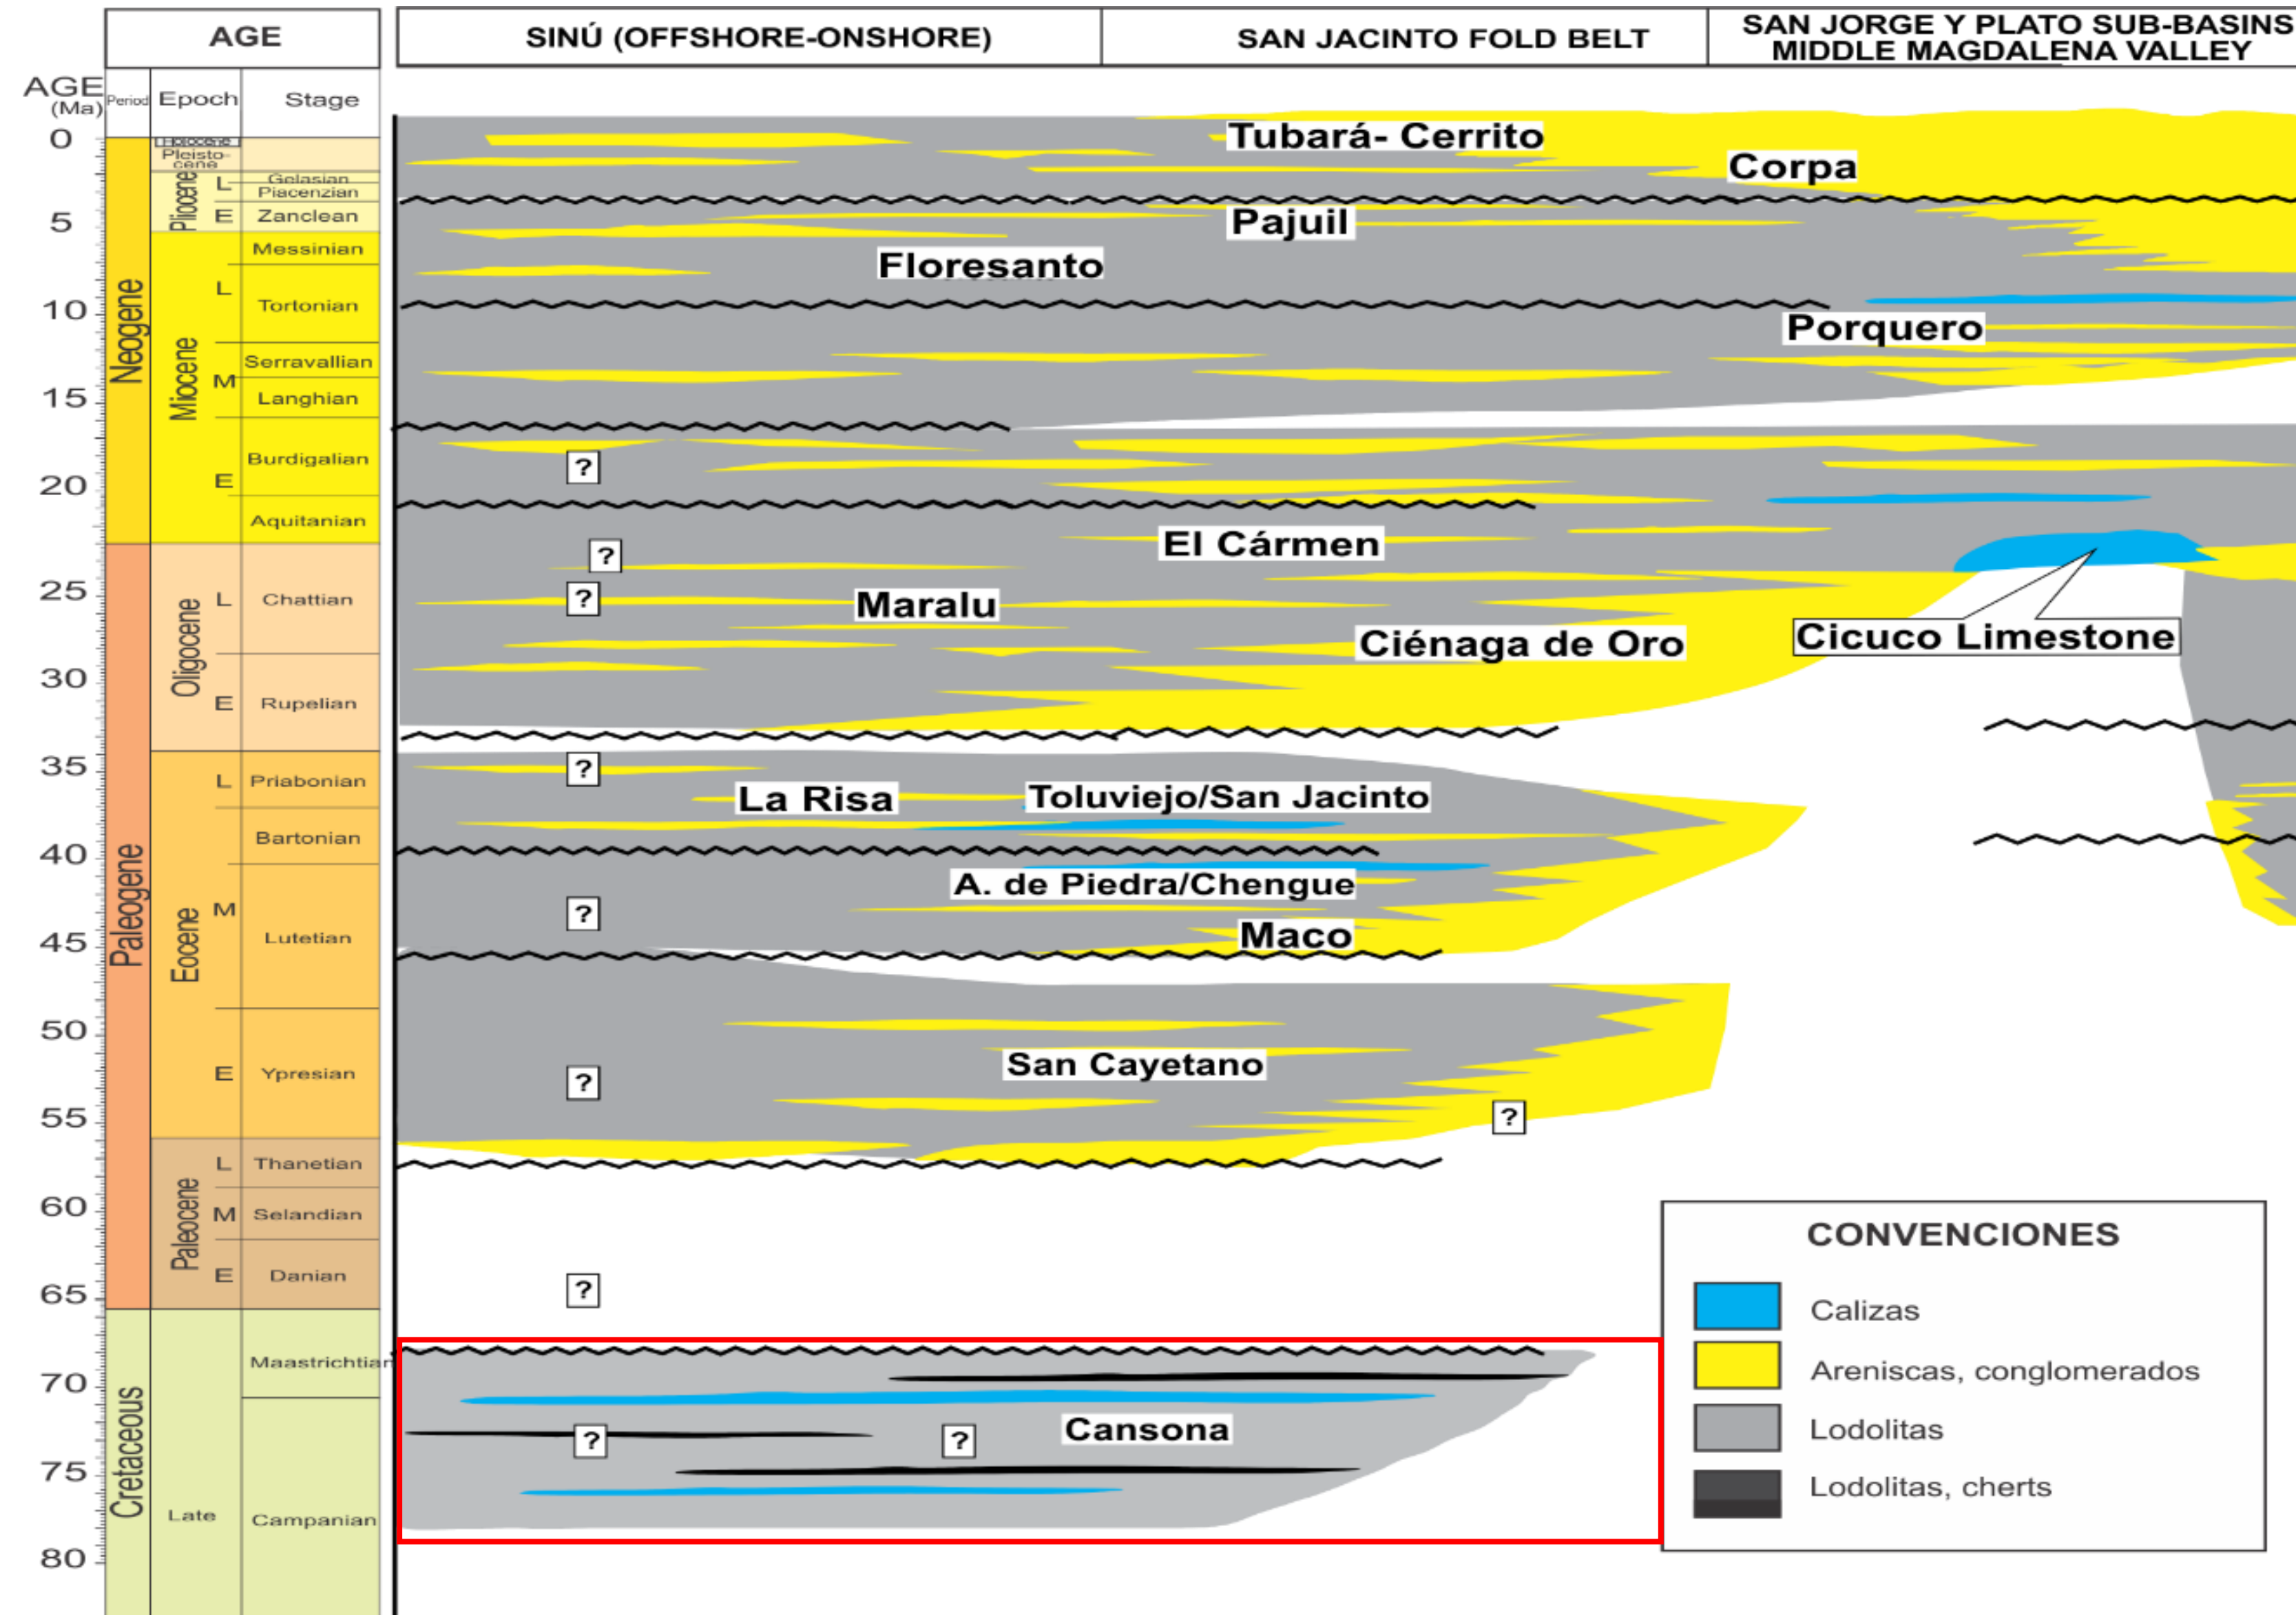 AGE
SINÚ (OFFSHORE-ONSHORE)
SAN JACINTO FOLD BELT
SAN JORGE Y PLATO SUB-BASINS
MIDDLE MAGDALENA VALLEY
AGE
(Ma)
Period
Epoch
Stage
0
5
10
15
20
25
30
35
40
45
50
55
60
65
70
75
80
Neogene
Paleogene
Cretaceous
Holocene
Pleisto-
cene
Pliocene
L
E
Miocene
L
M
E
Oligocene
L
E
Eocene
L
M
E
Paleocene
L
M
E
Late
Gelasian
Piacenzian
Zanclean
Messinian
Tortonian
Serravallian
Langhian
Burdigalian
Aquitanian
Chattian
Rupelian
Priabonian
Bartonian
Lutetian
Ypresian
Thanetian
Selandian
Danian
Maastrichtian
Campanian
Tubará- Cerrito
Corpa
Pajuil
Floresanto
Porquero
?
El Cármen
?
?
Maralu
Ciénaga de Oro
Cicuco Limestone
?
La Risa
Toluviejo/San Jacinto
A. de Piedra/Chengue
?
Maco
San Cayetano
?
?
?
Cansona
?
?
CONVENCIONES
Calizas
Areniscas, conglomerados
Lodolitas
Lodolitas, cherts